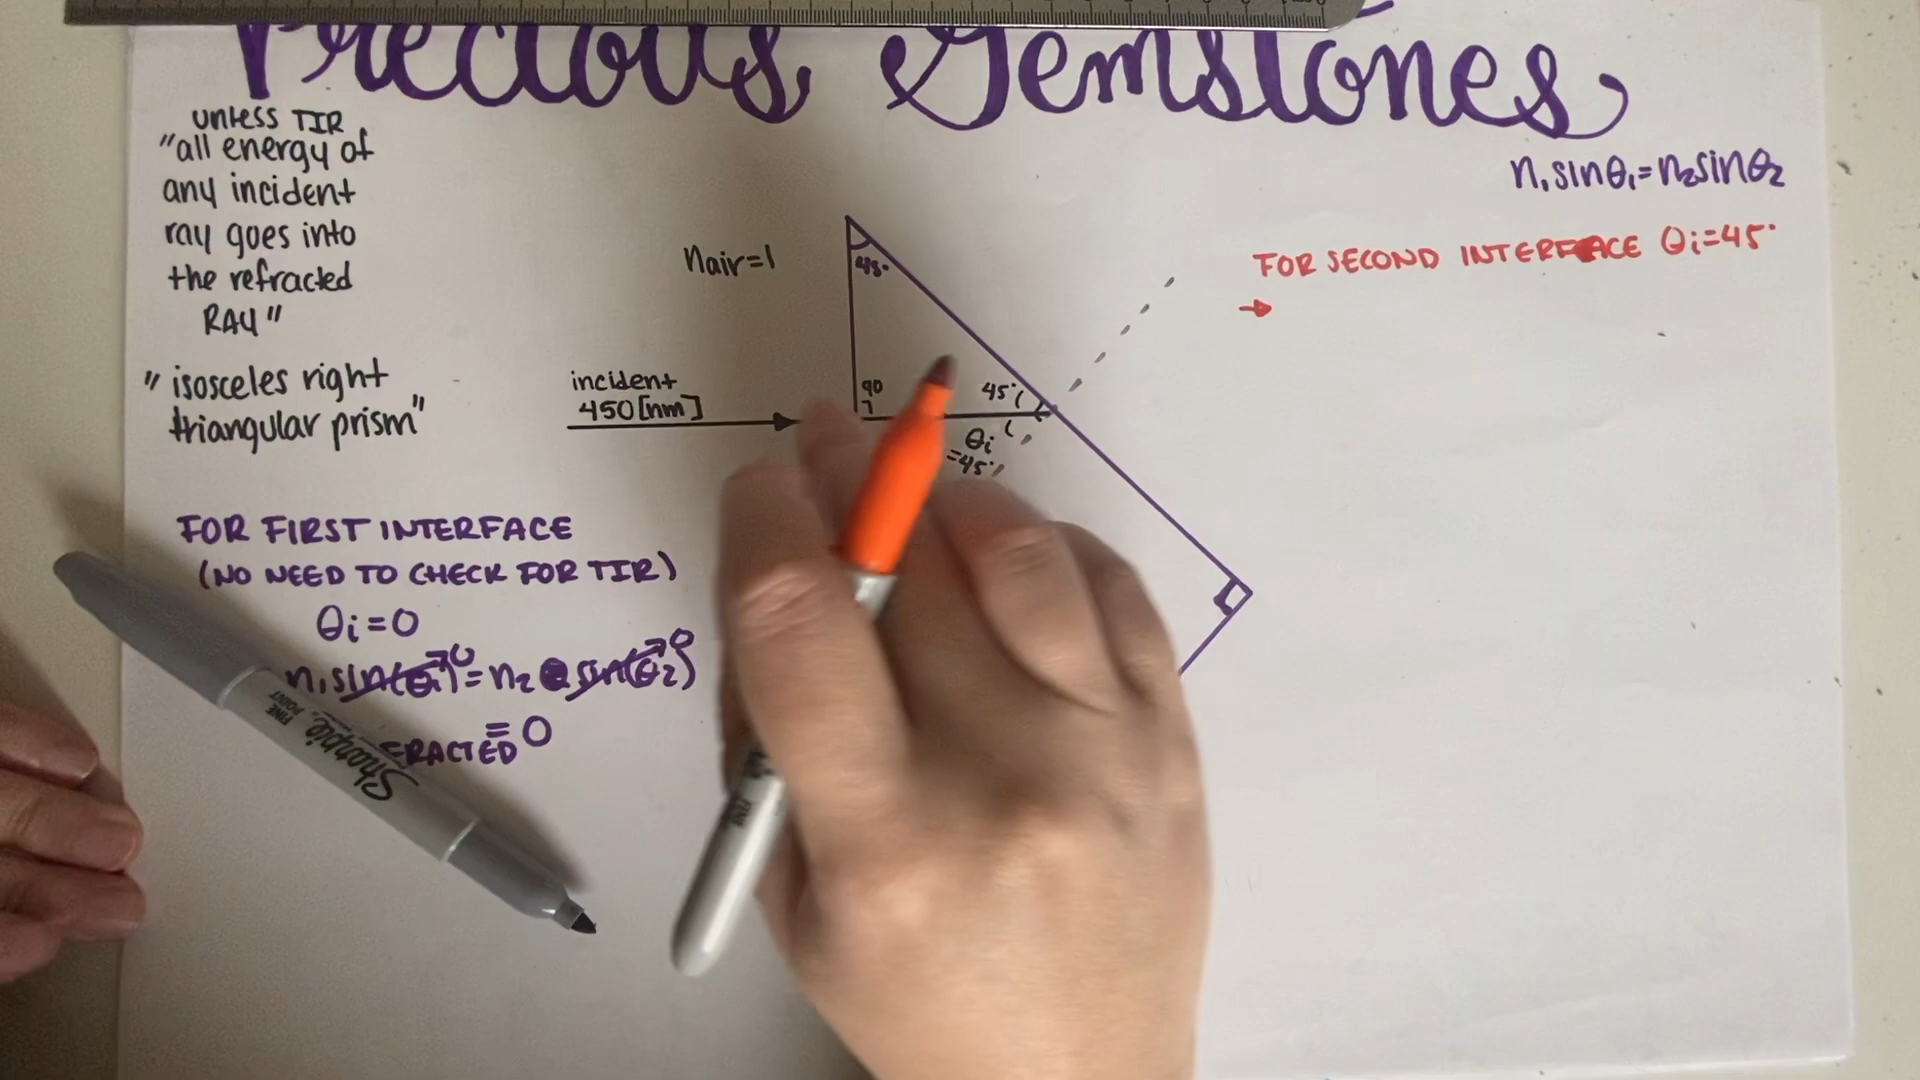 Precious Gemstones
unless TIR
"all energy of
any incident
ray goes into
the refracted
RAY"
"isosceles right
triangular prism"
n₁sinθ₁=n₂sinθ₂
nair=1
45°
90
45°
incident
450[nm]
θi
=45°
FOR SECOND INTERFACE θi=45°
→
FOR FIRST INTERFACE
(NO NEED TO CHECK FOR TIR)
θi=0
n₁sin(θ₁)⁰=n₂ sin(θ₂)⁰
=0
Sharpie
FINE
POINT